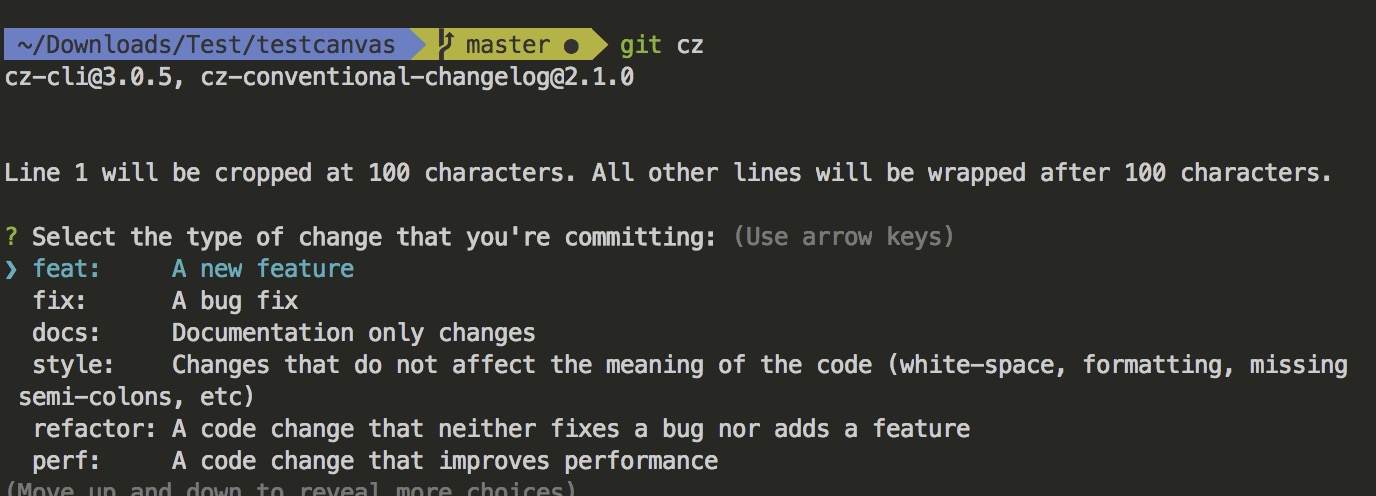 ~/Downloads/Test/testcanvas master ● git cz
cz-cli@3.0.5, cz-conventional-changelog@2.1.0
Line 1 will be cropped at 100 characters. All other lines will be wrapped after 100 characters.
? Select the type of change that you're committing: (Use arrow keys)
❯ feat: A new feature
fix: A bug fix
docs: Documentation only changes
style: Changes that do not affect the meaning of the code (white-space, formatting, missing
semi-colons, etc)
refactor: A code change that neither fixes a bug nor adds a feature
perf: A code change that improves performance
(Move up and down to reveal more choices)